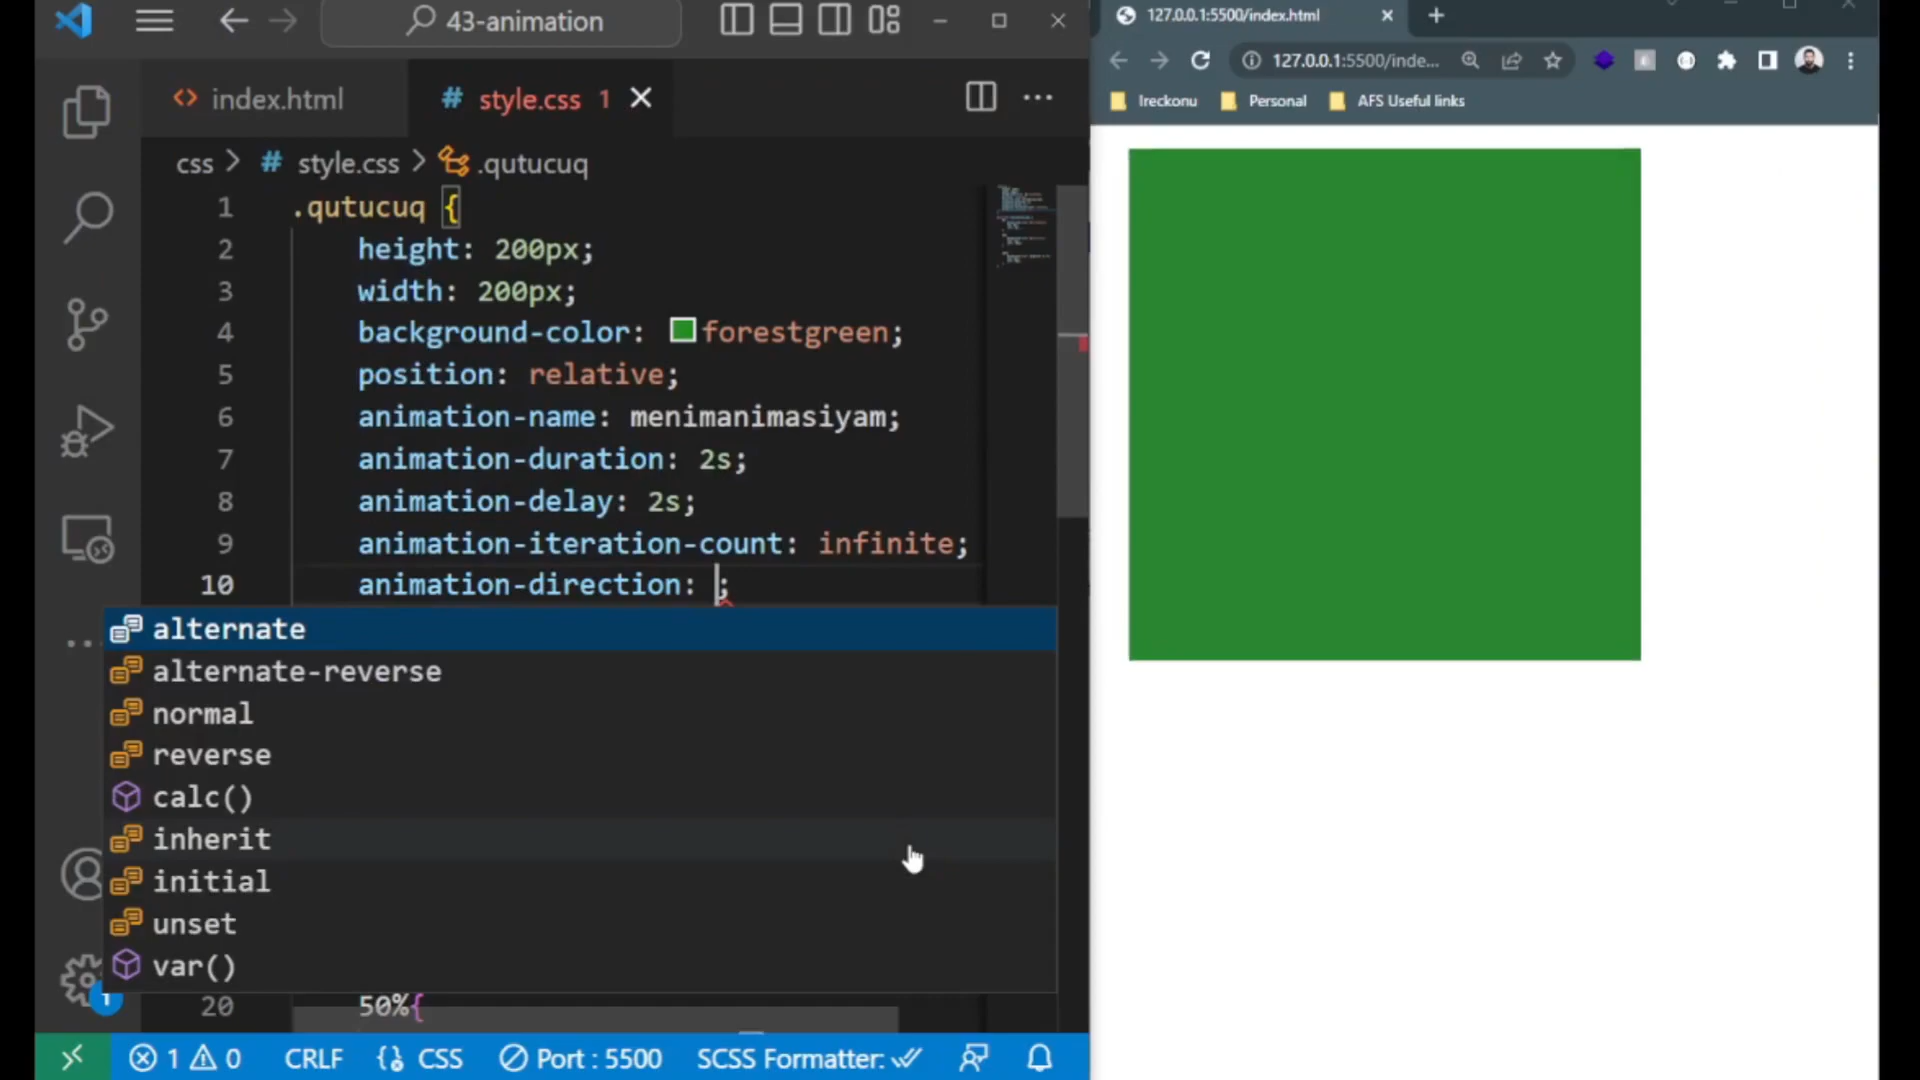 43-animation
index.html
style.css 1
css > style.css > .qutucuq
1 .qutucuq {
2 height: 200px;
3 width: 200px;
4 background-color: forestgreen;
5 position: relative;
6 animation-name: menimanimasiyam;
7 animation-duration: 2s;
8 animation-delay: 2s;
9 animation-iteration-count: infinite;
10 animation-direction: ;
alternate
alternate-reverse
normal
reverse
calc()
inherit
initial
unset
var()
20 50%{
1
1 0 CRLF {} CSS Port : 5500 SCSS Formatter:
127.0.0.1:5500/index.html
127.0.0.1:5500/inde...
Ireckonu Personal AFS Useful links